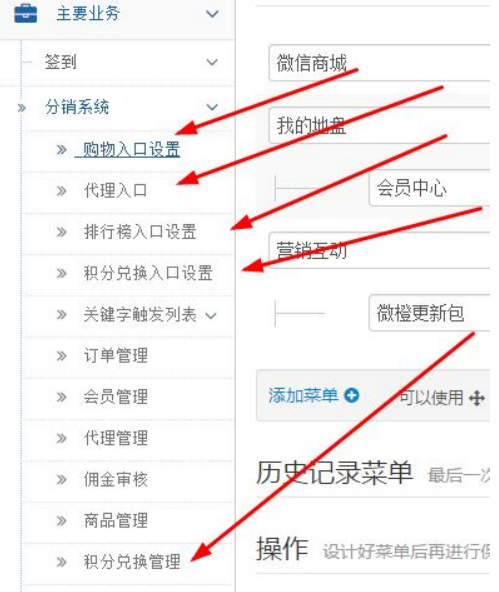 主要业务
签到
分销系统
购物入口设置
代理入口
排行榜入口设置
积分兑换入口设置
关键字触发列表
订单管理
会员管理
代理管理
佣金审核
商品管理
积分兑换管理
微信商城
我的地盘
会员中心
营销互动
微橙更新包
添加菜单 可以使用
历史记录菜单 最后一次
操作 设计好菜单后再进行保